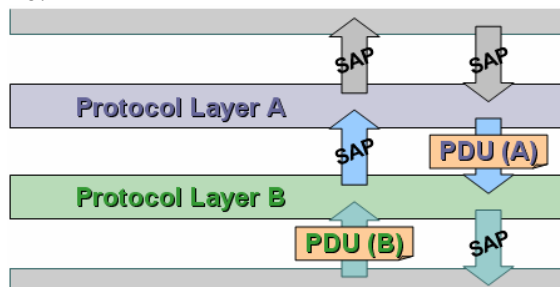 SAP
SAP
Protocol Layer A
SAP
PDU (A)
Protocol Layer B
PDU (B)
SAP